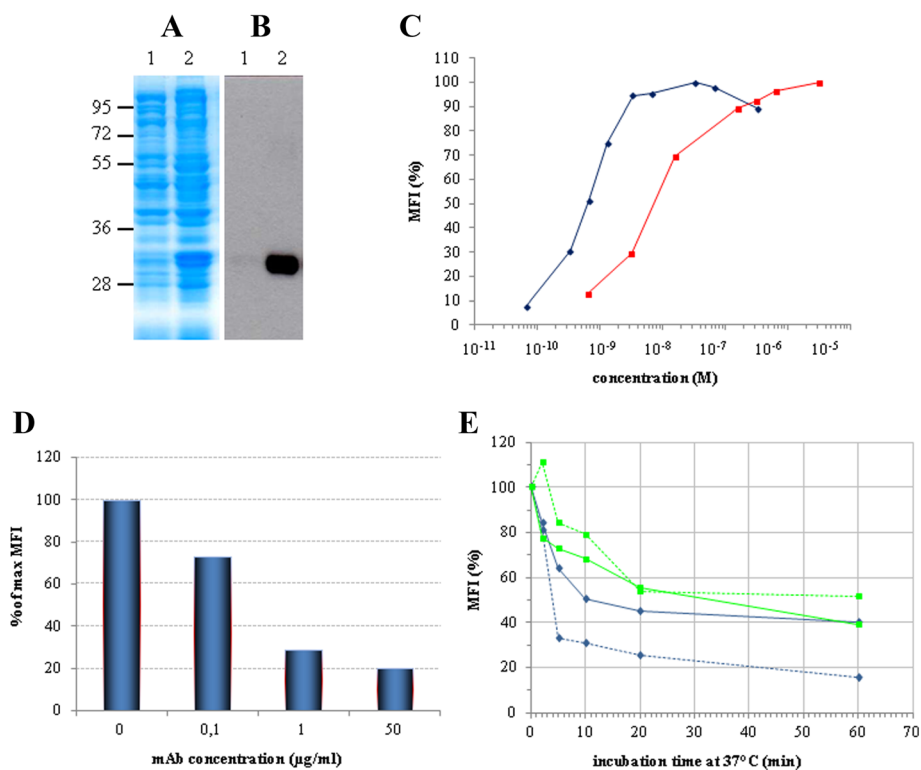 A B
1 2 1 2
95
72
55
36
28
C
110
100
90
80
70
60
50
40
30
20
10
0
MFI (%)
10-11 10-10 10-9 10-8 10-7 10-6 10-5
concentration (M)
D
120
100
80
60
40
20
0
% of max MFI
0 0,1 1 50
mAb concentration (µg/ml)
E
120
100
80
60
40
20
0
MFI (%)
0 10 20 30 40 50 60 70
incubation time at 37°C (min)